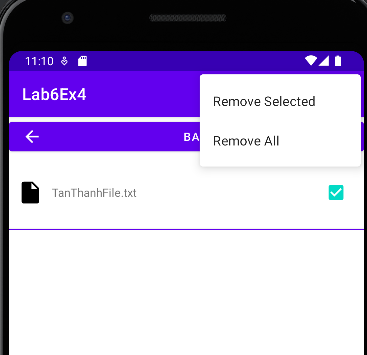 11:10
Lab6Ex4
Remove Selected
Remove All
BA
TanThanhFile.txt